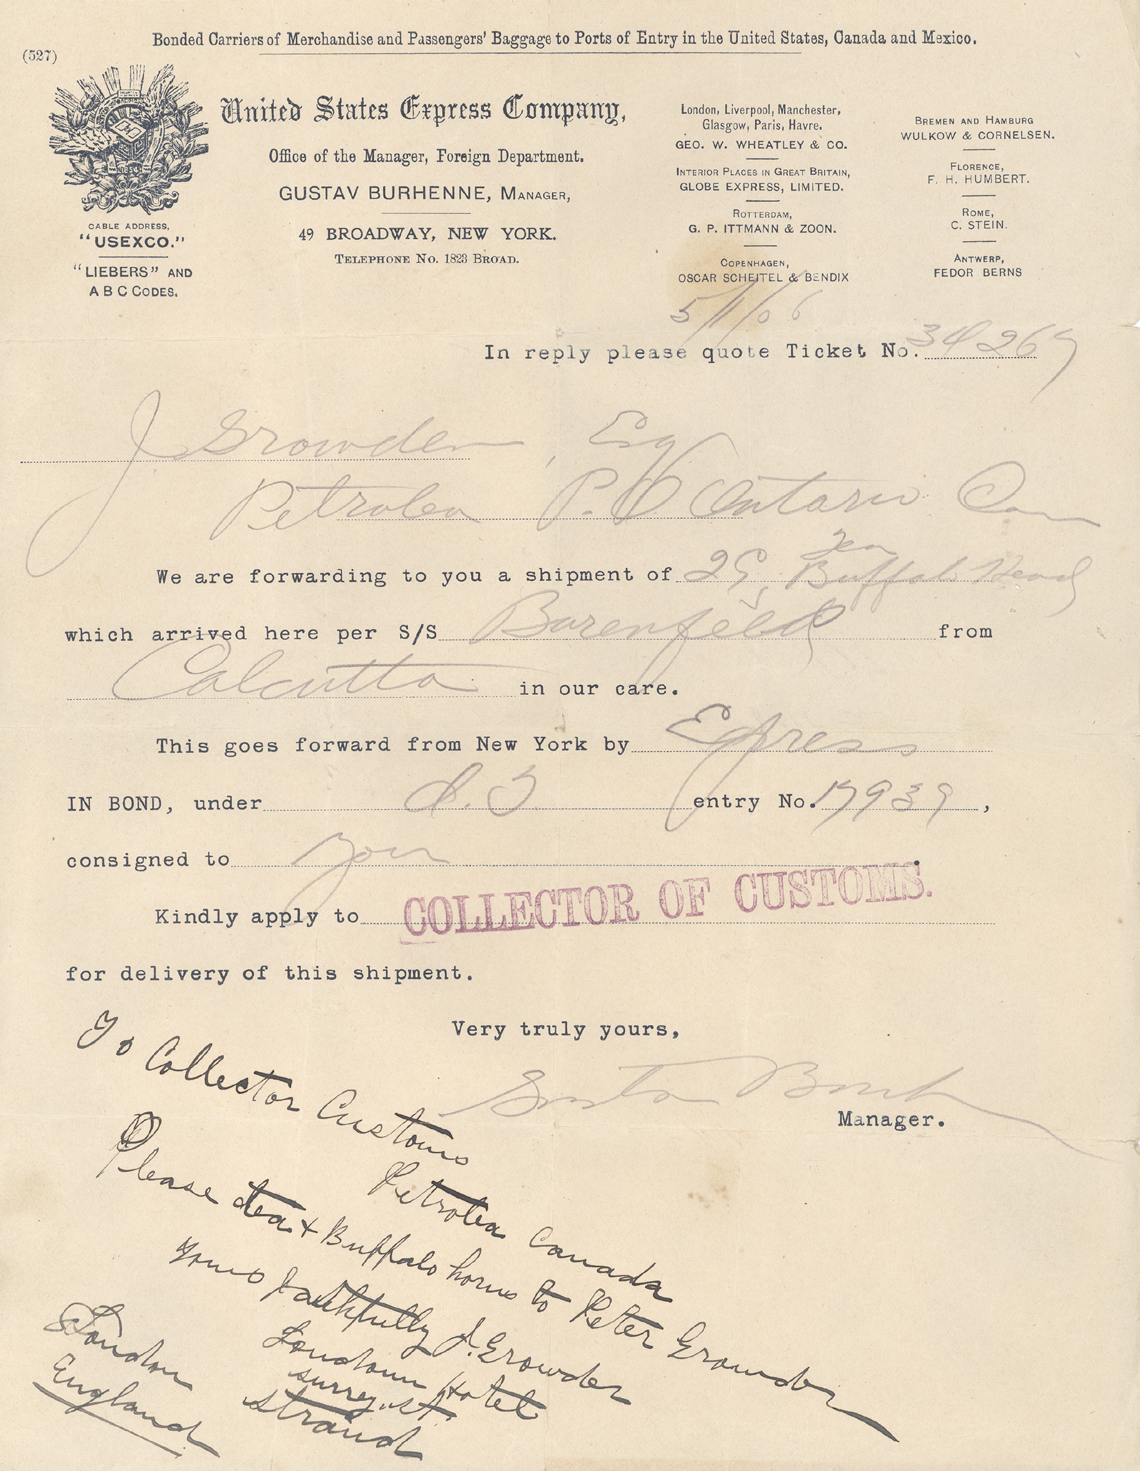 Bonded Carriers of Merchandise and Passengers' Baggage to Ports of Entry in the United States, Canada and Mexico.
(527)
United States Express Company,
Office of the Manager, Foreign Department.
GUSTAV BURHENNE, MANAGER,
49 BROADWAY, NEW YORK.
TELEPHONE NO. 1823 BROAD.
CABLE ADDRESS,
"USEXCO."
"LIEBERS" AND
A B C CODES.
London, Liverpool, Manchester,
Glasgow, Paris, Havre,
GEO. W. WHEATLEY & CO.
INTERIOR PLACES IN GREAT BRITAIN,
GLOBE EXPRESS, LIMITED.
ROTTERDAM,
G. P. ITTMANN & ZOON.
COPENHAGEN,
OSCAR SCHEITEL & BENDIX
BREMEN AND HAMBURG
WULKOW & CORNELSEN.
FLORENCE,
F. H. HUMBERT.
ROME,
C. STEIN.
ANTWERP,
FEDOR BERNS
5/1/06
In reply please quote Ticket No. 34267
J Growden, Esq
Petrolea P.O Ontario Can
We are forwarding to you a shipment of Tea Buffalo Head
which arrived here per S/S Barenfeld from
Calcutta in our care.
This goes forward from New York by Express
IN BOND, under entry No. 17939,
consigned to you.
Kindly apply to COLLECTOR OF CUSTOMS.
for delivery of this shipment.
Very truly yours,
Manager.
To Collector Customs
Petrolea Canada
Please tea & Buffalo horns to Peter Growden
Yours faithfully J. Growden
Hotel
Surrey St
Strand
London
England